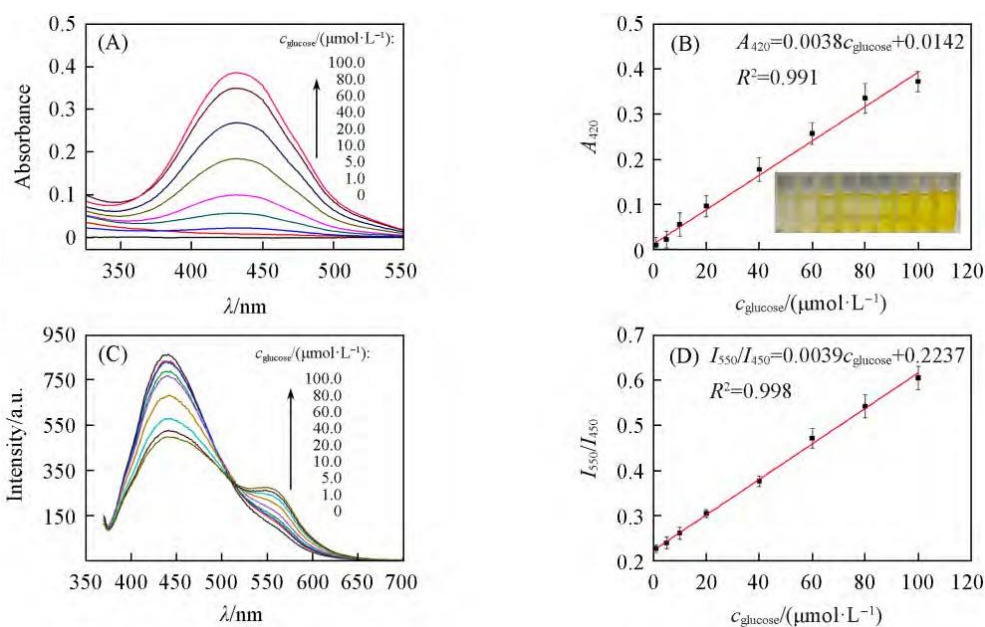 (A)
c_glucose/(μmol·L⁻¹):
100.0
80.0
60.0
40.0
20.0
10.0
5.0
1.0
0
Absorbance
0.5
0.4
0.3
0.2
0.1
0
350 400 450 500 550
λ/nm
(B)
A₄₂₀=0.0038c_glucose+0.0142
R²=0.991
A₄₂₀
0.5
0.4
0.3
0.2
0.1
0
0 20 40 60 80 100 120
c_glucose/(μmol·L⁻¹)
(C)
c_glucose/(μmol·L⁻¹):
100.0
80.0
60.0
40.0
20.0
10.0
5.0
1.0
0
Intensity/a.u.
950
750
550
350
150
350 400 450 500 550 600 650 700
λ/nm
(D)
I₅₅₀/I₄₅₀=0.0039c_glucose+0.2237
R²=0.998
I₅₅₀/I₄₅₀
0.7
0.6
0.5
0.4
0.3
0.2
0 20 40 60 80 100 120
c_glucose/(μmol·L⁻¹)